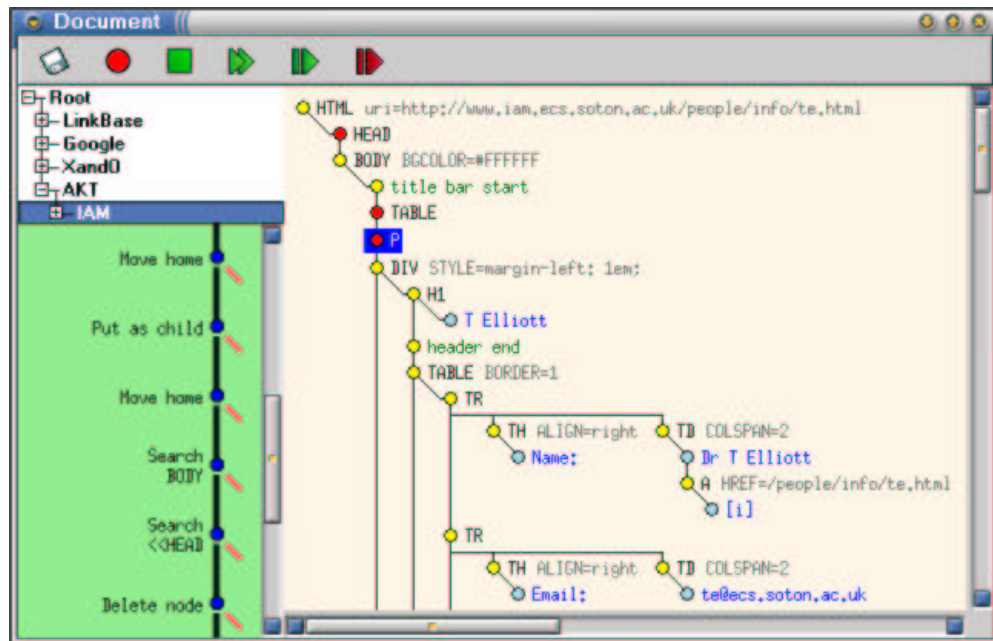 Document
Root
LinkBase
Google
XandO
AKT
IAM
Move home
Put as child
Move home
Search
BODY
Search
<<HEAD
Delete node
HTML uri=http://www.iam.ecs.soton.ac.uk/people/info/te.html
HEAD
BODY BGCOLOR=#FFFFFF
title bar start
TABLE
P
DIV STYLE=margin-left: 1em;
H1
T Elliott
header end
TABLE BORDER=1
TR
TH ALIGN=right TD COLSPAN=2
Name: Dr T Elliott
A HREF=/people/info/te.html
[i]
TR
TH ALIGN=right TD COLSPAN=2
Email: te@ecs.soton.ac.uk